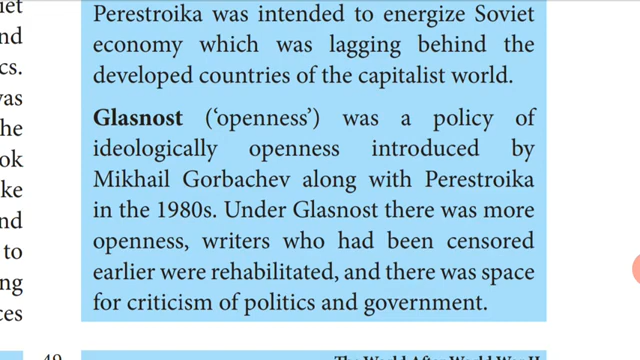 Perestroika was intended to energize Soviet
economy which was lagging behind the
developed countries of the capitalist world.
Glasnost (‘openness’) was a policy of
ideologically openness introduced by
Mikhail Gorbachev along with Perestroika
in the 1980s. Under Glasnost there was more
openness, writers who had been censored
earlier were rehabilitated, and there was space
for criticism of politics and government.
49
The World After World War II